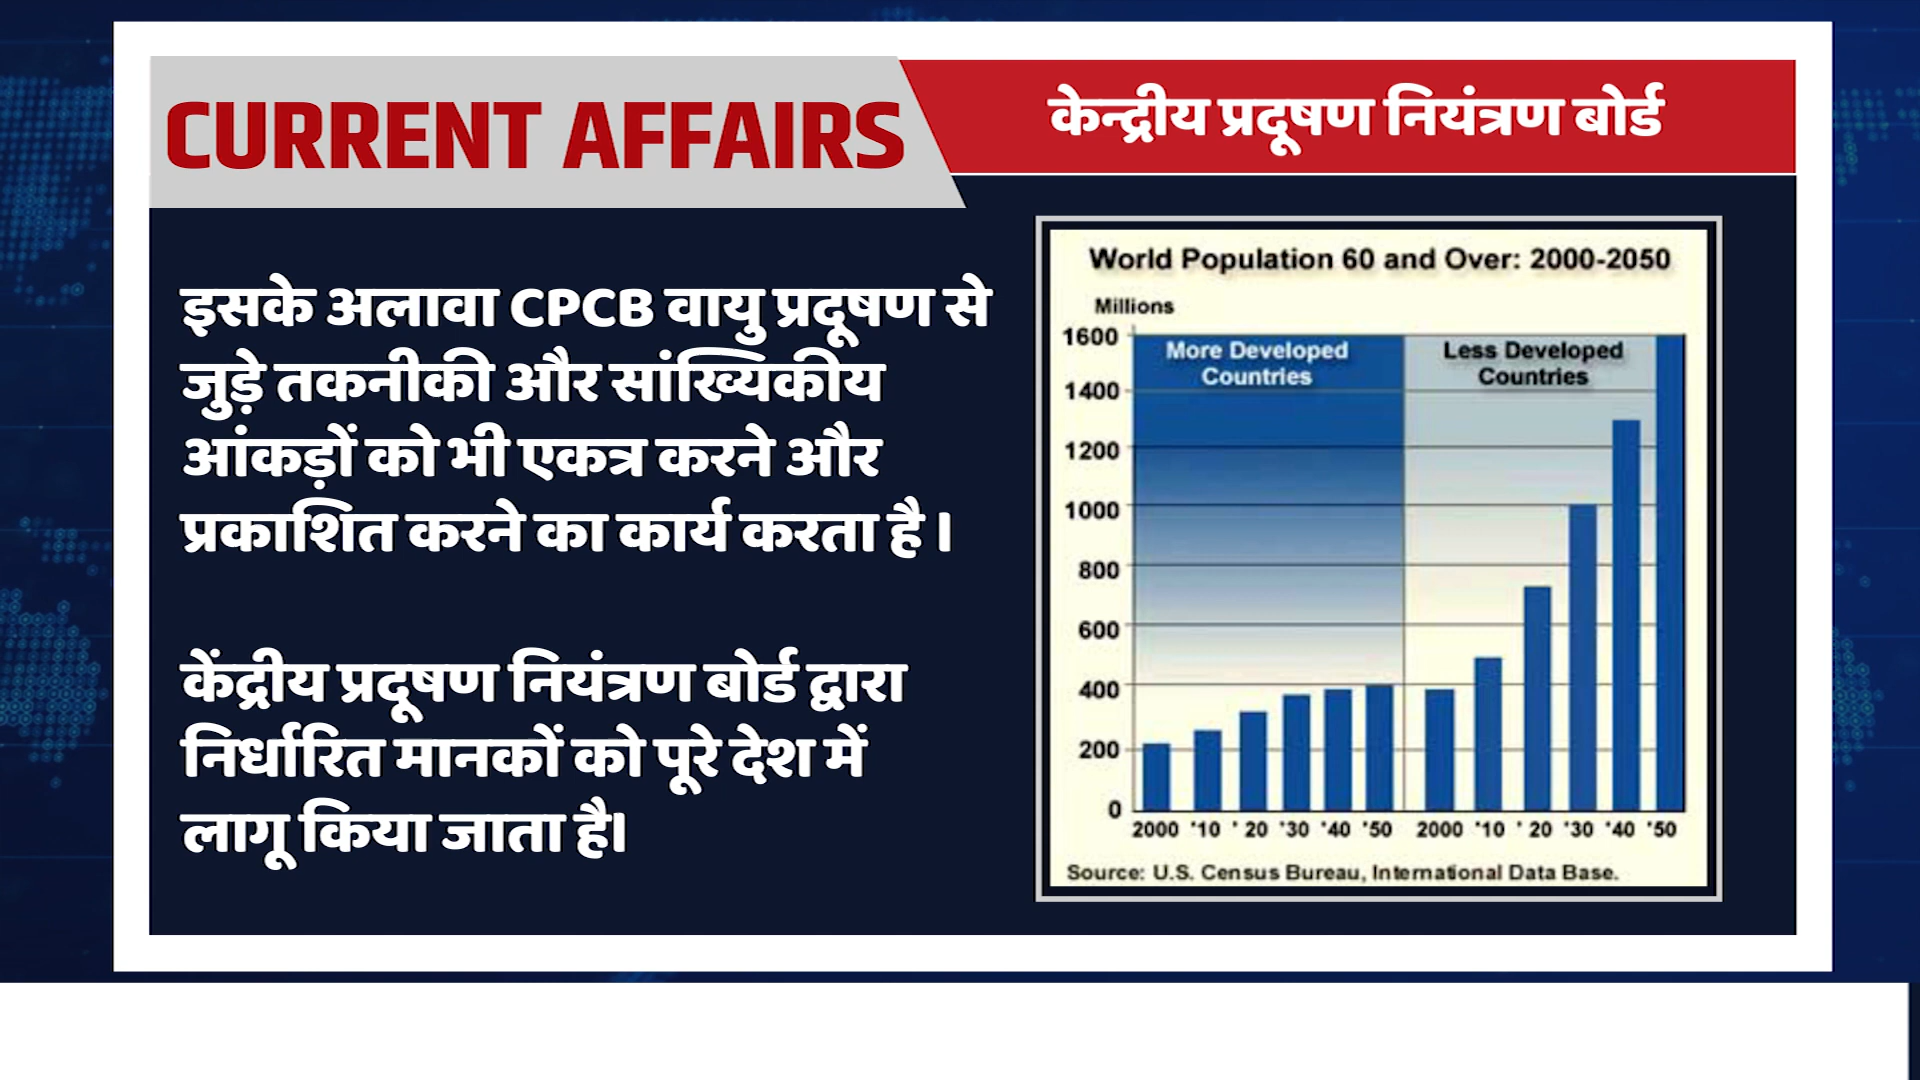 CURRENT AFFAIRS
केन्द्रीय प्रदूषण नियंत्रण बोर्ड
इसके अलावा CPCB वायु प्रदूषण से
जुड़े तकनीकी और सांख्यिकीय
आंकड़ों को भी एकत्र करने और
प्रकाशित करने का कार्य करता है ।
केंद्रीय प्रदूषण नियंत्रण बोर्ड द्वारा
निर्धारित मानकों को पूरे देश में
लागू किया जाता है।
World Population 60 and Over: 2000-2050
Millions
More Developed
Countries
Less Developed
Countries
1600
1400
1200
1000
800
600
400
200
0
2000 '10 ' 20 '30 '40 '50 2000 '10 ' 20 '30 '40 '50
Source: U.S. Census Bureau, International Data Base.